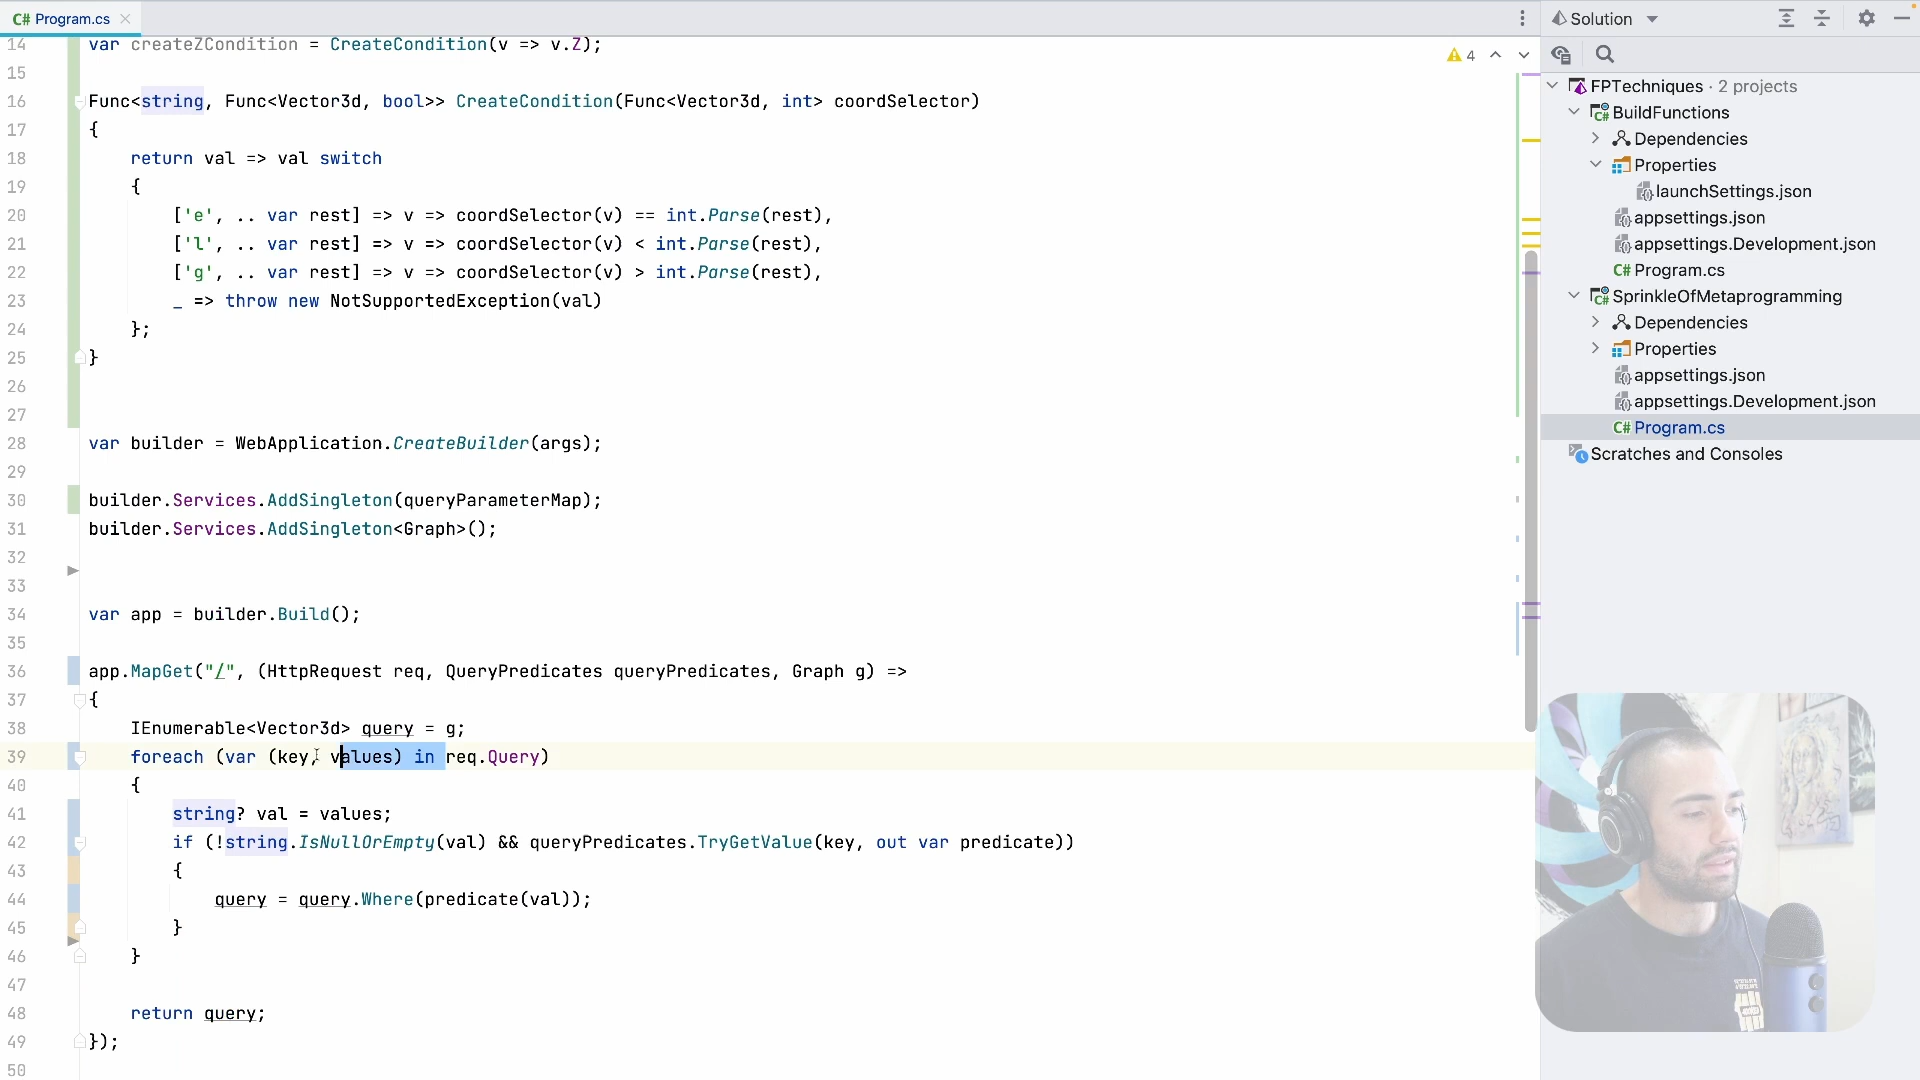 C# Program.cs
Solution
14 var createZCondition = CreateCondition(v => v.Z);
4
15
16 Func<string, Func<Vector3d, bool>> CreateCondition(Func<Vector3d, int> coordSelector)
17 {
18 return val => val switch
19 {
20 ['e', .. var rest] => v => coordSelector(v) == int.Parse(rest),
21 ['l', .. var rest] => v => coordSelector(v) < int.Parse(rest),
22 ['g', .. var rest] => v => coordSelector(v) > int.Parse(rest),
23 _ => throw new NotSupportedException(val)
24 };
25 }
26
27
28 var builder = WebApplication.CreateBuilder(args);
29
30 builder.Services.AddSingleton(queryParameterMap);
31 builder.Services.AddSingleton<Graph>();
32
33
34 var app = builder.Build();
35
36 app.MapGet("/", (HttpRequest req, QueryPredicates queryPredicates, Graph g) =>
37 {
38 IEnumerable<Vector3d> query = g;
39 foreach (var (key, values) in req.Query)
40 {
41 string? val = values;
42 if (!string.IsNullOrEmpty(val) && queryPredicates.TryGetValue(key, out var predicate))
43 {
44 query = query.Where(predicate(val));
45 }
46 }
47
48 return query;
49 });
50
FPTechniques · 2 projects
C# BuildFunctions
Dependencies
Properties
launchSettings.json
appsettings.json
appsettings.Development.json
C# Program.cs
C# SprinkleOfMetaprogramming
Dependencies
Properties
appsettings.json
appsettings.Development.json
C# Program.cs
Scratches and Consoles